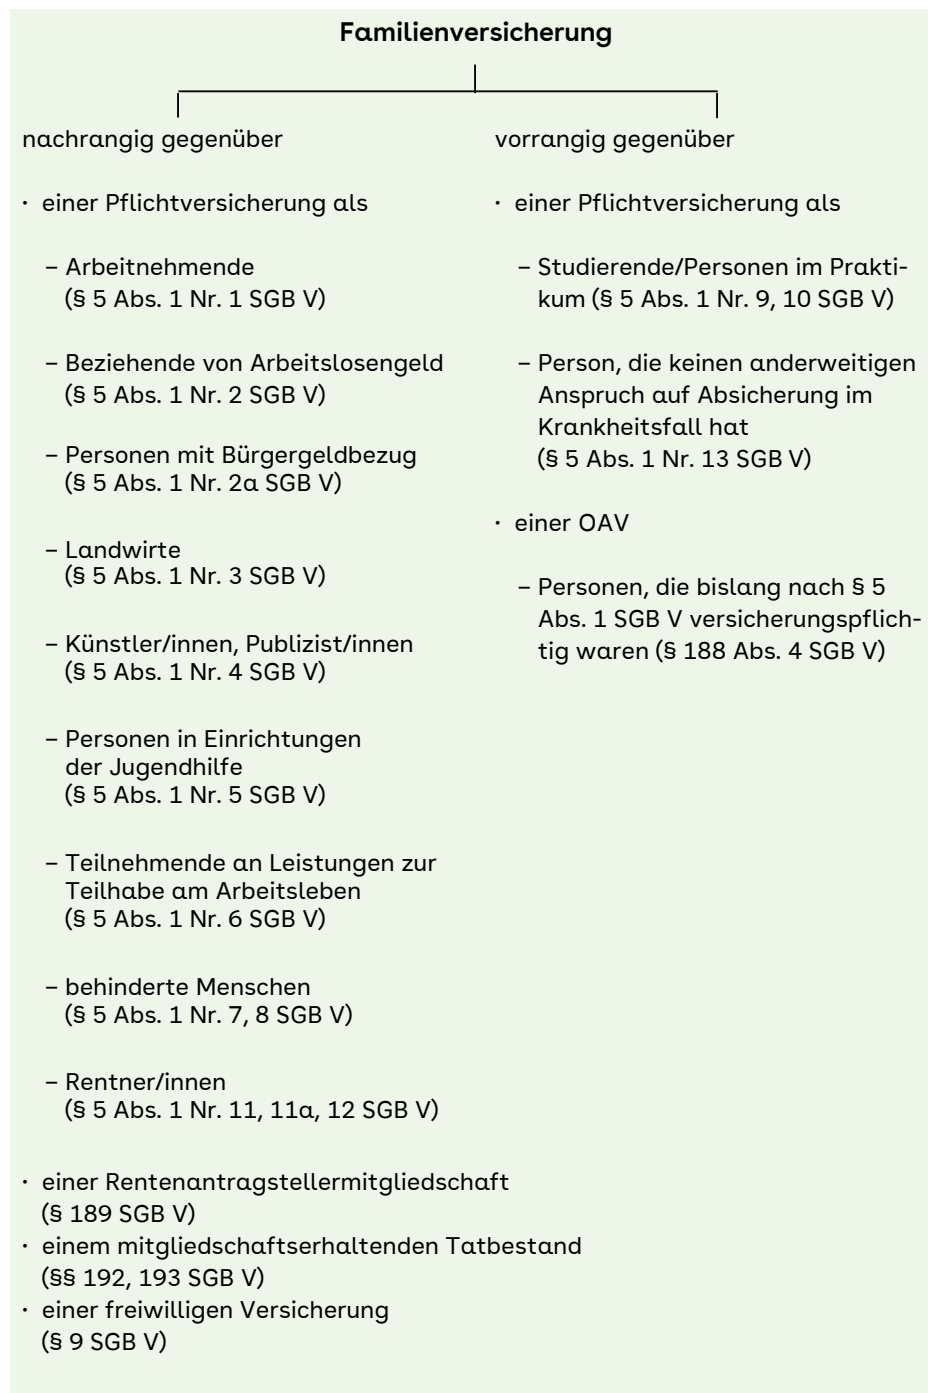 Familienversicherung
nachrangig gegenüber
· einer Pflichtversicherung als
– Arbeitnehmende
(§ 5 Abs. 1 Nr. 1 SGB V)
– Beziehende von Arbeitslosengeld
(§ 5 Abs. 1 Nr. 2 SGB V)
– Personen mit Bürgergeldbezug
(§ 5 Abs. 1 Nr. 2a SGB V)
– Landwirte
(§ 5 Abs. 1 Nr. 3 SGB V)
– Künstler/innen, Publizist/innen
(§ 5 Abs. 1 Nr. 4 SGB V)
– Personen in Einrichtungen
der Jugendhilfe
(§ 5 Abs. 1 Nr. 5 SGB V)
– Teilnehmende an Leistungen zur
Teilhabe am Arbeitsleben
(§ 5 Abs. 1 Nr. 6 SGB V)
– behinderte Menschen
(§ 5 Abs. 1 Nr. 7, 8 SGB V)
– Rentner/innen
(§ 5 Abs. 1 Nr. 11, 11a, 12 SGB V)
· einer Rentenantragstellermitgliedschaft
(§ 189 SGB V)
· einem mitgliedschaftserhaltenden Tatbestand
(§§ 192, 193 SGB V)
· einer freiwilligen Versicherung
(§ 9 SGB V)
vorrangig gegenüber
· einer Pflichtversicherung als
– Studierende/Personen im Prakti-
kum (§ 5 Abs. 1 Nr. 9, 10 SGB V)
– Person, die keinen anderweitigen
Anspruch auf Absicherung im
Krankheitsfall hat
(§ 5 Abs. 1 Nr. 13 SGB V)
· einer OAV
– Personen, die bislang nach § 5
Abs. 1 SGB V versicherungspflich-
tig waren (§ 188 Abs. 4 SGB V)